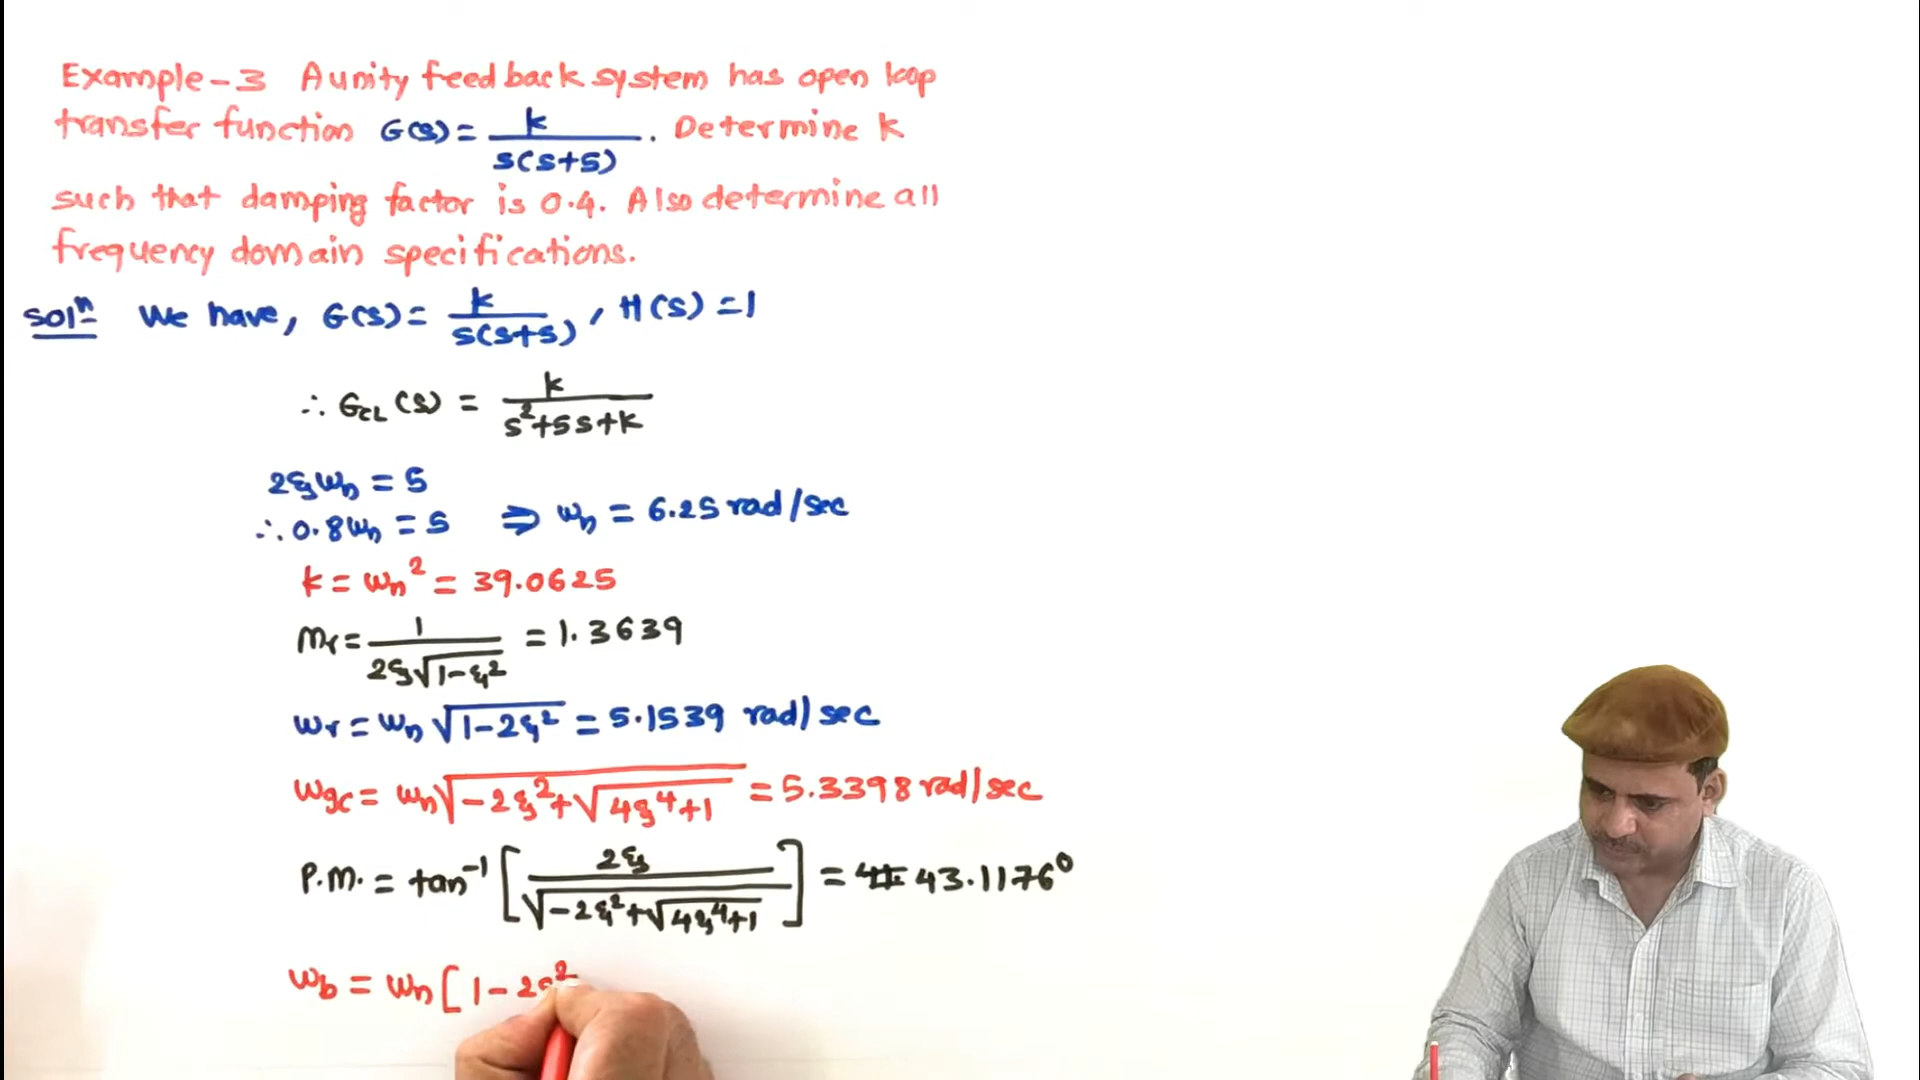 Example-3 A unity feedback system has open loop
transfer function G(s) = k / s(s+5) . Determine k
such that damping factor is 0.4. Also determine all
frequency domain specifications.
Solⁿ We have, G(s) = k / s(s+5) , H(s) = 1
∴ G_CL(s) = k / s²+5s+k
2ξωn = 5
∴ 0.8ωn = 5 ⇒ ωn = 6.25 rad/sec
k = ωn² = 39.0625
Mr = 1 / 2ξ√(1-ξ²) = 1.3639
ωr = ωn √(1-2ξ²) = 5.1539 rad/sec
ωgc = ωn √(-2ξ²+√(4ξ⁴+1)) = 5.3398 rad/sec
P.M. = tan⁻¹ [ 2ξ / √(-2ξ²+√(4ξ⁴+1)) ] = 43.1176°
ωb = ωn [ 1-2ξ²